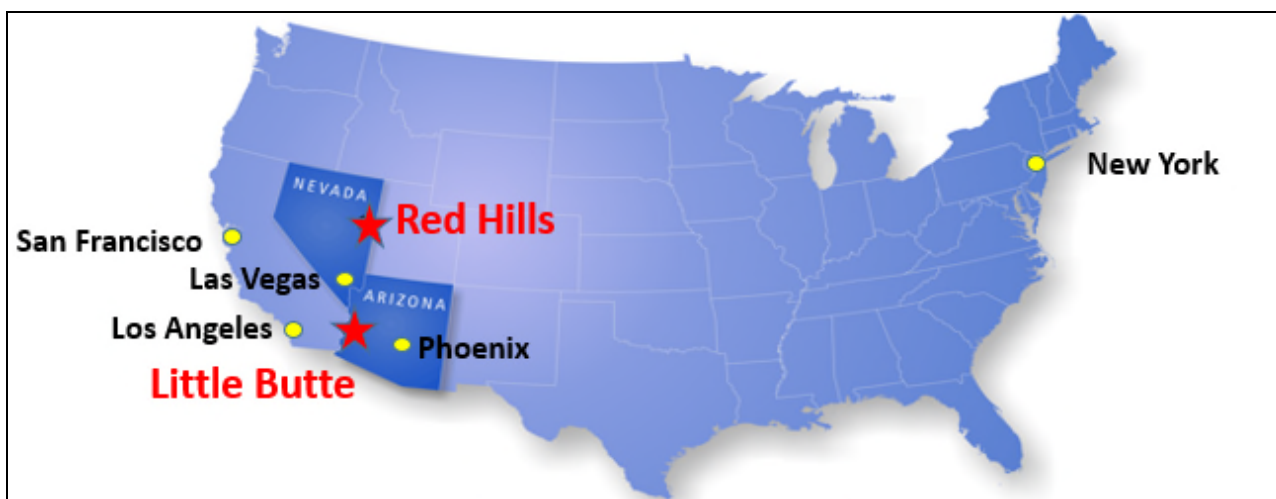 New York
NEVADA
Red Hills
San Francisco
Las Vegas
ARIZONA
Los Angeles
Phoenix
Little Butte